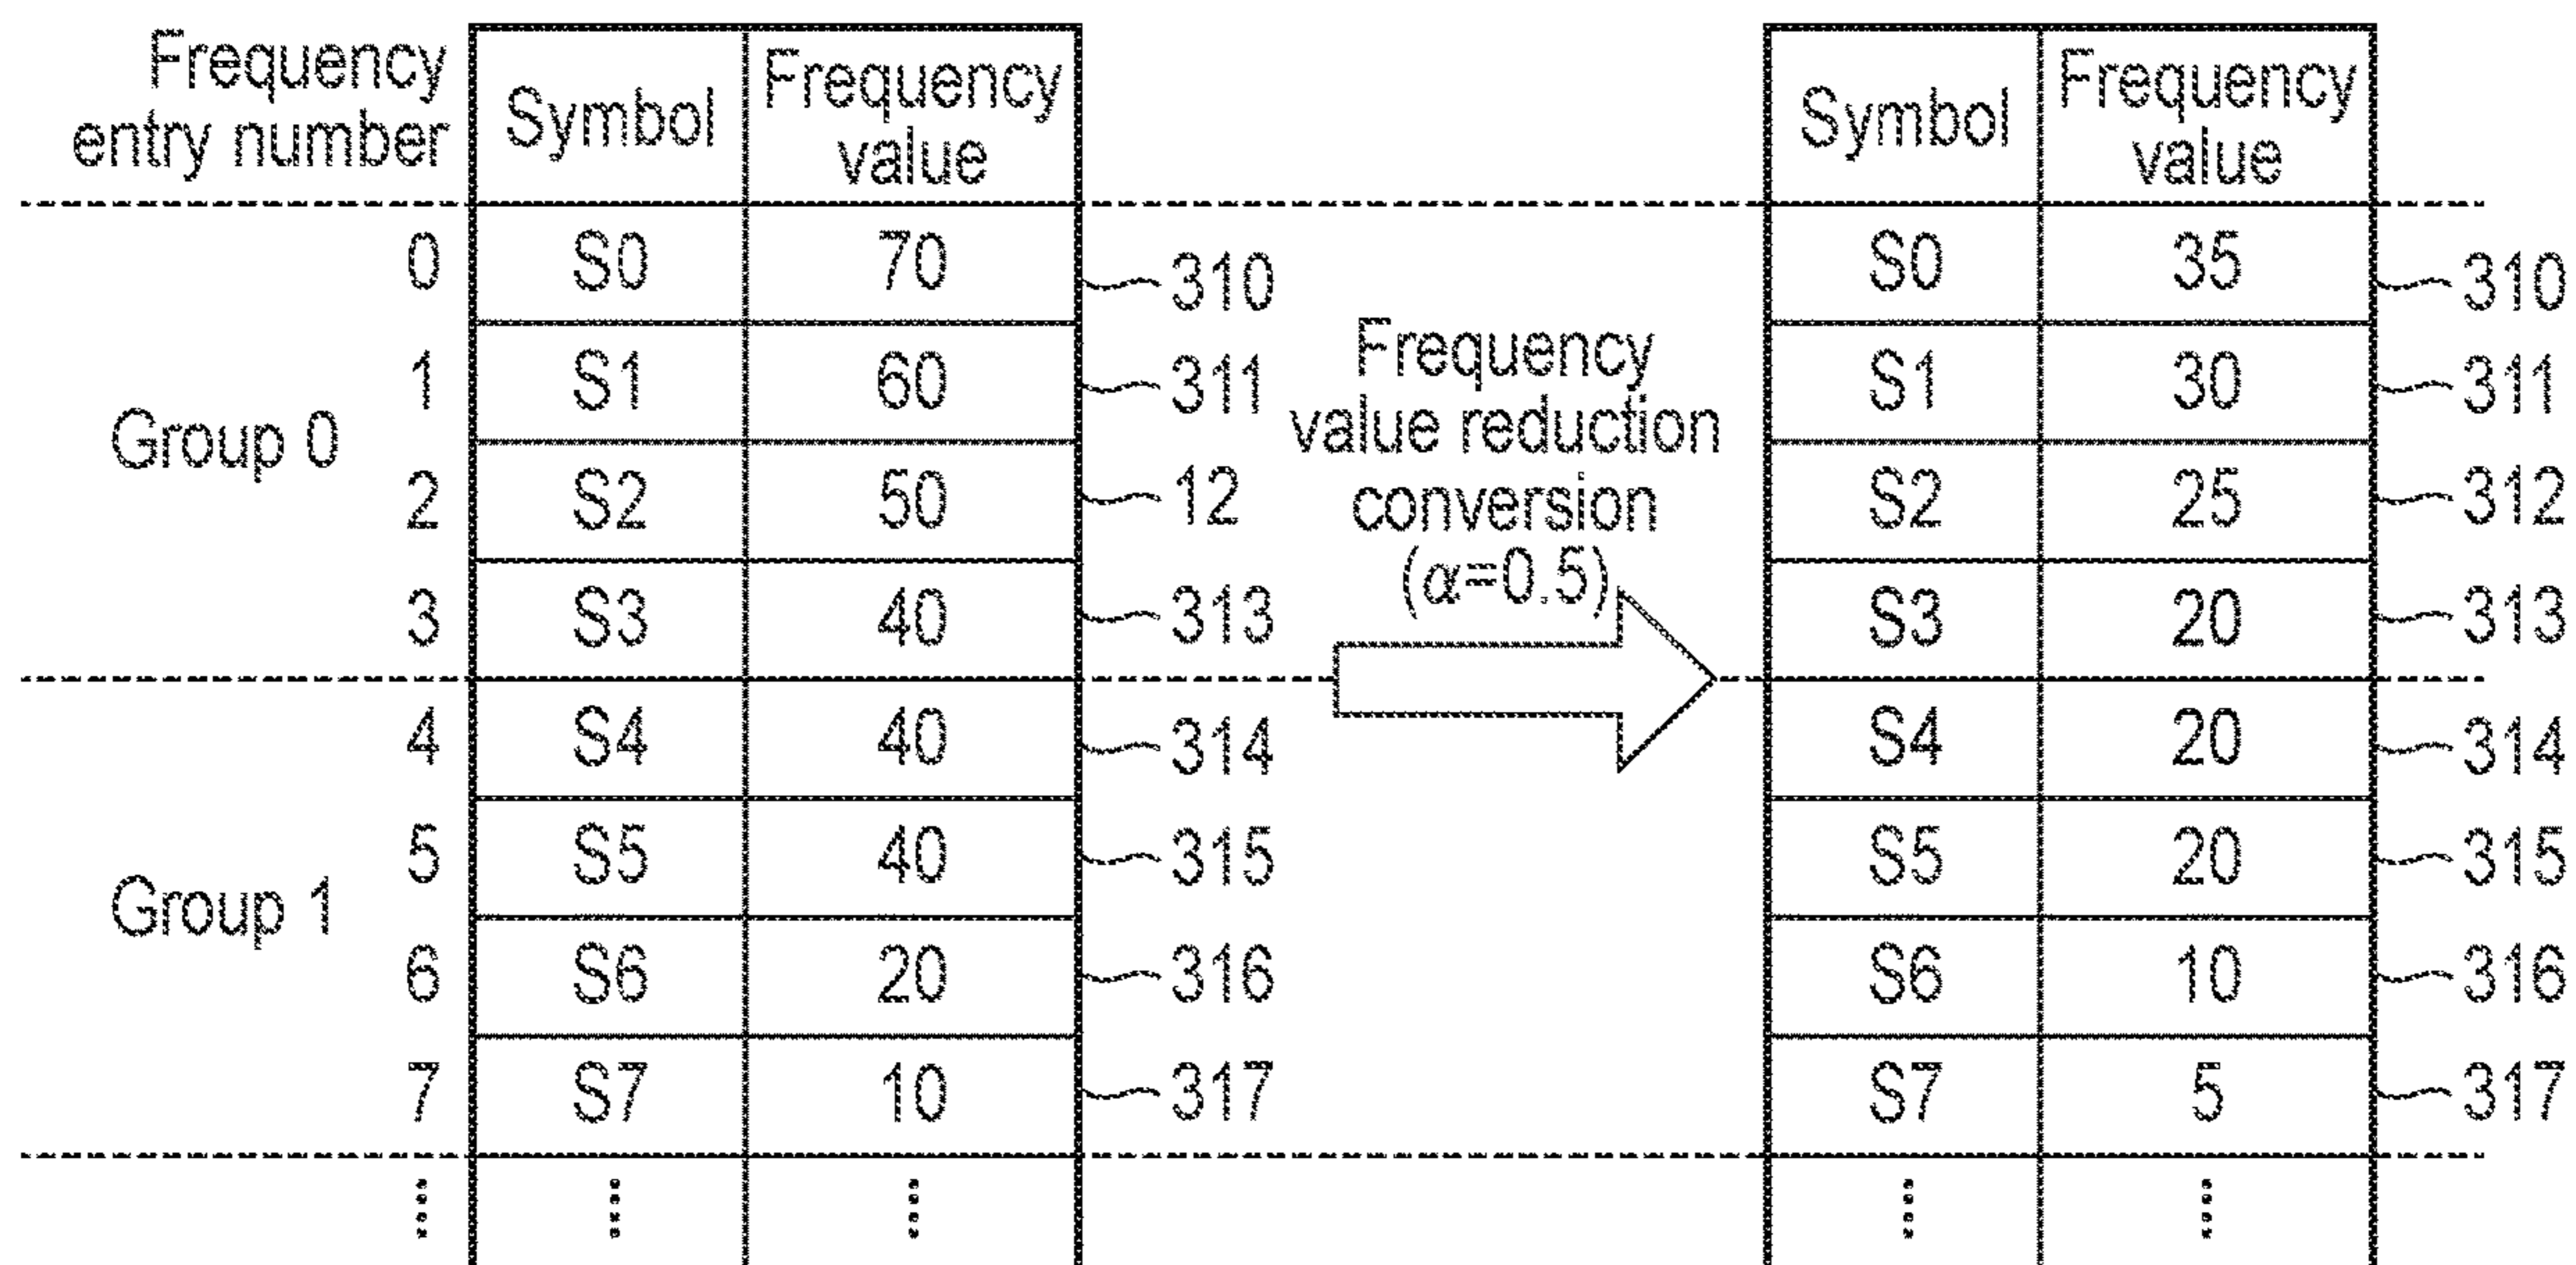 Frequency entry number Symbol Frequency value Symbol Frequency value
0 S0 70 310 S0 35 310
1 S1 60 311 S1 30 311
Group 0
2 S2 50 12 S2 25 312
3 S3 40 313 S3 20 313
Frequency
value reduction
conversion
(α=0.5)
4 S4 40 314 S4 20 314
5 S5 40 315 S5 20 315
Group 1
6 S6 20 316 S6 10 316
7 S7 10 317 S7 5 317